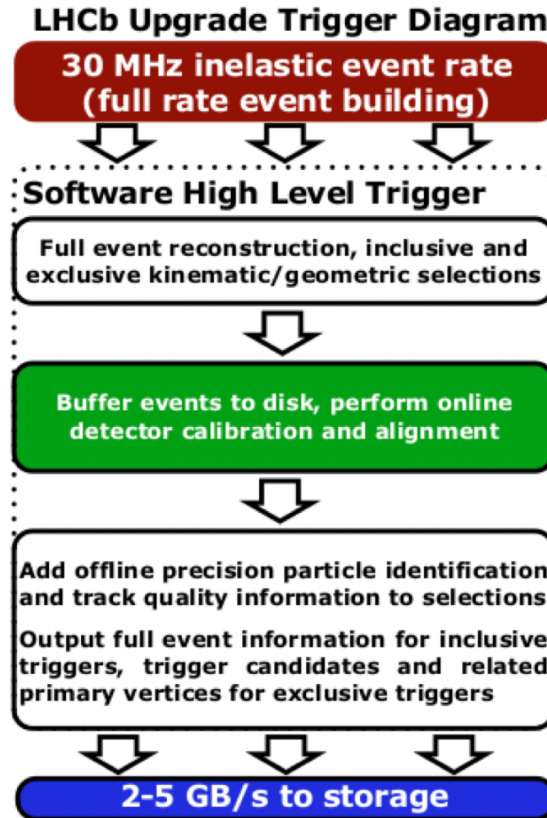 LHCb Upgrade Trigger Diagram
30 MHz inelastic event rate
(full rate event building)
Software High Level Trigger
Full event reconstruction, inclusive and
exclusive kinematic/geometric selections
Buffer events to disk, perform online
detector calibration and alignment
Add offline precision particle identification
and track quality information to selections
Output full event information for inclusive
triggers, trigger candidates and related
primary vertices for exclusive triggers
2-5 GB/s to storage